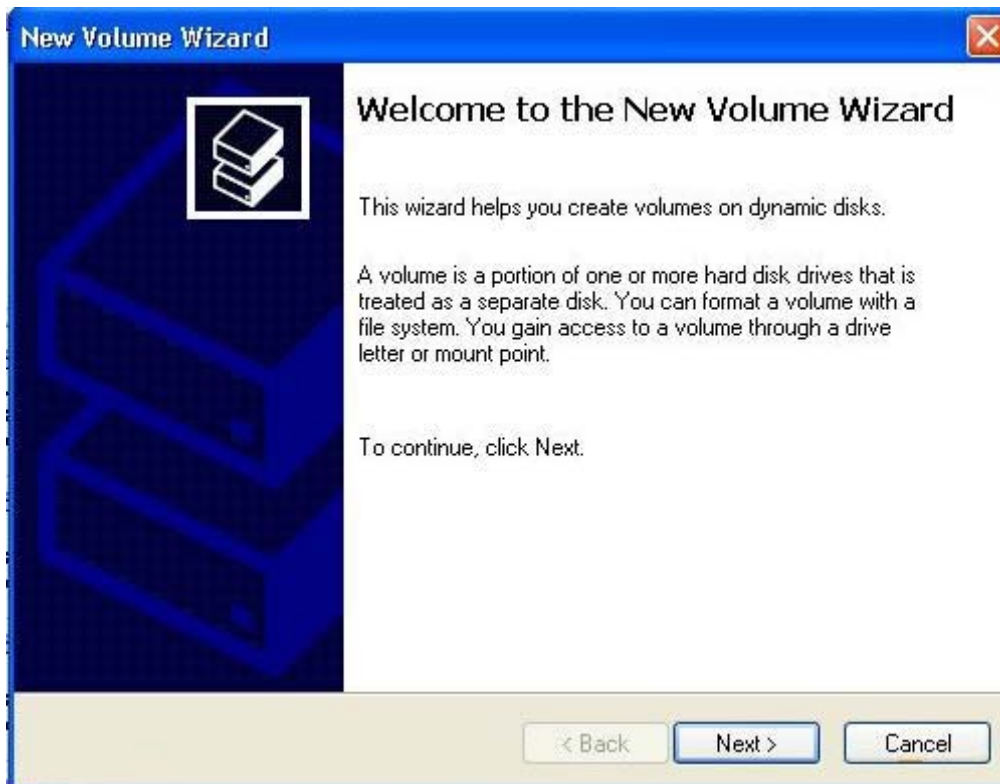 New Volume Wizard
Welcome to the New Volume Wizard
This wizard helps you create volumes on dynamic disks.
A volume is a portion of one or more hard disk drives that is
treated as a separate disk. You can format a volume with a
file system. You gain access to a volume through a drive
letter or mount point.
To continue, click Next.
< Back
Next >
Cancel